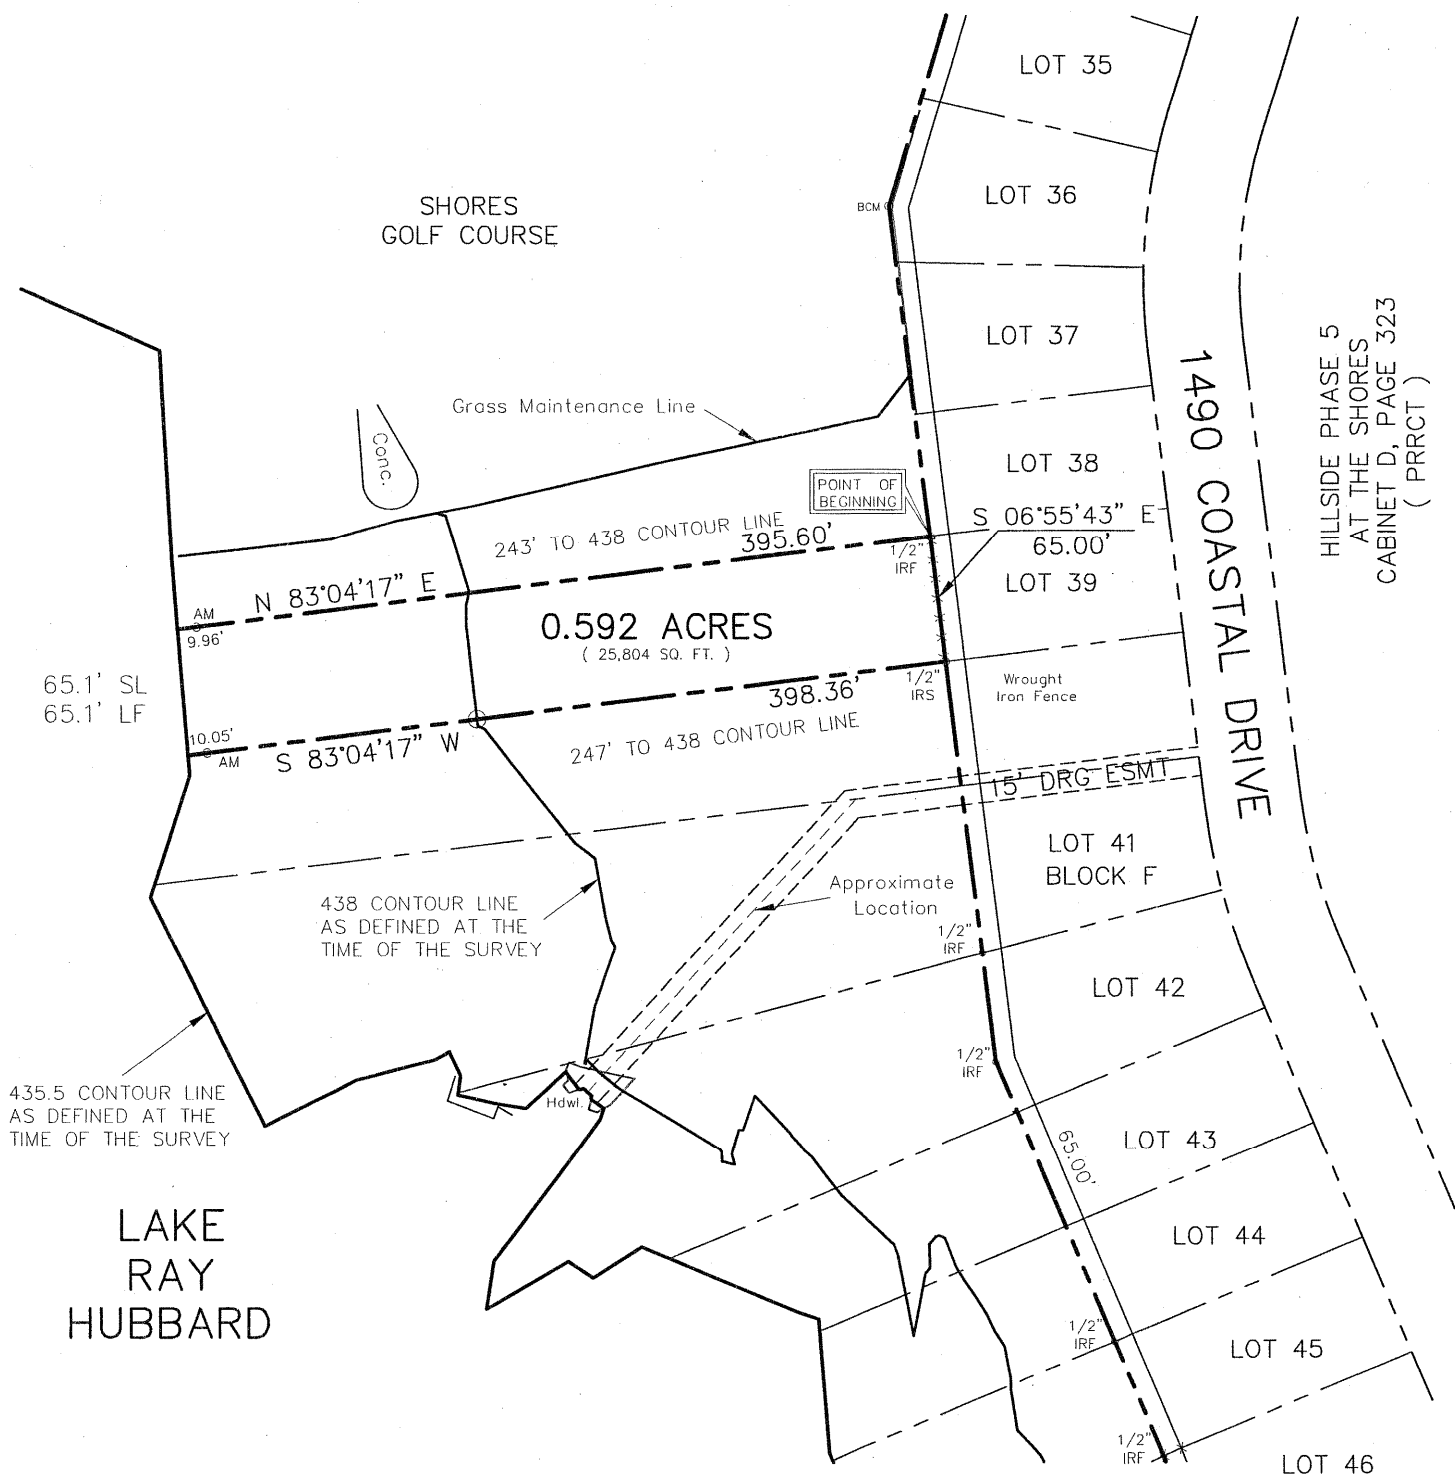 LOT 35
SHORES
GOLF COURSE
LOT 36
BCM
LOT 37
1490 COASTAL DRIVE
HILLSIDE PHASE 5
AT THE SHORES
CABINET D, PAGE 323
( PRRCT )
Grass Maintenance Line
Conc.
LOT 38
POINT OF
BEGINNING
S 06°55'43" E
65.00'
243' TO 438 CONTOUR LINE
395.60'
1/2"
IRF
LOT 39
N 83°04'17" E
AM
9.96'
0.592 ACRES
( 25,804 SQ. FT. )
65.1' SL
65.1' LF
398.36'
1/2"
IRS
Wrought
Iron Fence
10.05'
AM
S 83°04'17" W
247' TO 438 CONTOUR LINE
15' DRG ESMT
LOT 41
BLOCK F
Approximate
Location
438 CONTOUR LINE
AS DEFINED AT THE
TIME OF THE SURVEY
1/2"
IRF
LOT 42
1/2"
IRF
435.5 CONTOUR LINE
AS DEFINED AT THE
TIME OF THE SURVEY
Hdwl.
65.00'
LOT 43
LAKE
RAY
HUBBARD
LOT 44
1/2"
IRF
LOT 45
1/2"
IRF
LOT 46